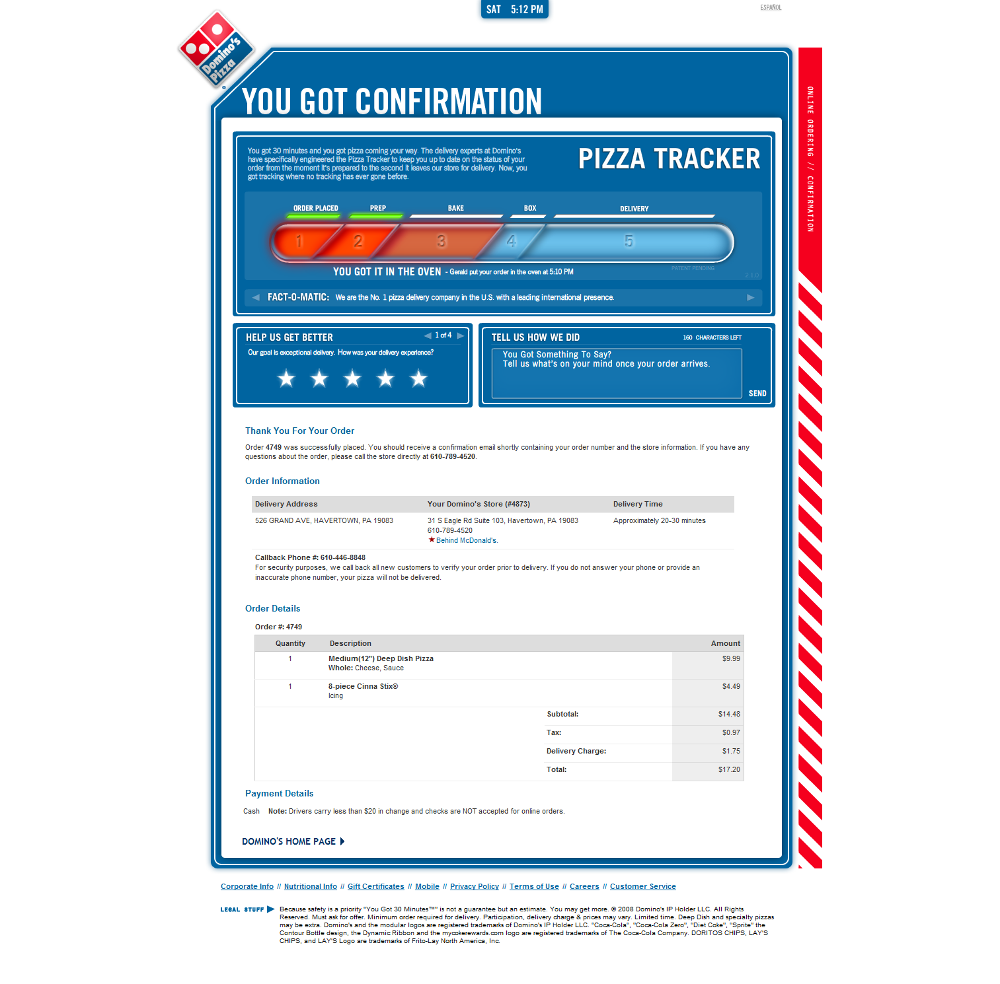 SAT 5:12 PM
ESPAÑOL
Domino's
Pizza
®
YOU GOT CONFIRMATION
ONLINE ORDERING // CONFIRMATION
You got 30 minutes and you got pizza coming your way. The delivery experts at Domino's
have specifically engineered the Pizza Tracker to keep you up to date on the status of your
order from the moment it's prepared to the second it leaves our store for delivery. Now, you
got tracking where no tracking has ever gone before.
PIZZA TRACKER
ORDER PLACED PREP BAKE BOX DELIVERY
1 2 3 4 5
YOU GOT IT IN THE OVEN - Gerald put your order in the oven at 5:10 PM
PATENT PENDING
2.1.0
FACT-O-MATIC: We are the No. 1 pizza delivery company in the U.S. with a leading international presence.
HELP US GET BETTER 1 of 4
Our goal is exceptional delivery. How was your delivery experience?
TELL US HOW WE DID 160 CHARACTERS LEFT
You Got Something To Say?
Tell us what's on your mind once your order arrives.
SEND
Thank You For Your Order
Order 4749 was successfully placed. You should receive a confirmation email shortly containing your order number and the store information. If you have any
questions about the order, please call the store directly at 610-789-4520.
Order Information
Delivery Address Your Domino's Store (#4873) Delivery Time
526 GRAND AVE, HAVERTOWN, PA 19083 31 S Eagle Rd Suite 103, Havertown, PA 19083 Approximately 20-30 minutes
610-789-4520
Behind McDonald's.
Callback Phone #: 610-446-8848
For security purposes, we call back all new customers to verify your order prior to delivery. If you do not answer your phone or provide an
inaccurate phone number, your pizza will not be delivered.
Order Details
Order #: 4749
Quantity Description Amount
1 Medium(12") Deep Dish Pizza $9.99
Whole: Cheese, Sauce
1 8-piece Cinna Stix® $4.49
Icing
Subtotal: $14.48
Tax: $0.97
Delivery Charge: $1.75
Total: $17.20
Payment Details
Cash Note: Drivers carry less than $20 in change and checks are NOT accepted for online orders.
DOMINO'S HOME PAGE
Corporate Info // Nutritional Info // Gift Certificates // Mobile // Privacy Policy // Terms of Use // Careers // Customer Service
LEGAL STUFF Because safety is a priority "You Got 30 Minutes™" is not a guarantee but an estimate. You may get more. © 2008 Domino's IP Holder LLC. All Rights
Reserved. Must ask for offer. Minimum order required for delivery. Participation, delivery charge & prices may vary. Limited time. Deep Dish and specialty pizzas
may be extra. Domino's and the modular logos are registered trademarks of Domino's IP Holder LLC. "Coca-Cola", "Coca-Cola Zero", "Diet Coke", "Sprite" the
Contour Bottle design, the Dynamic Ribbon and the mycokerewards.com logo are registered trademarks of The Coca-Cola Company. DORITOS CHIPS, LAY'S
CHIPS, and LAY'S Logo are trademarks of Frito-Lay North America, Inc.